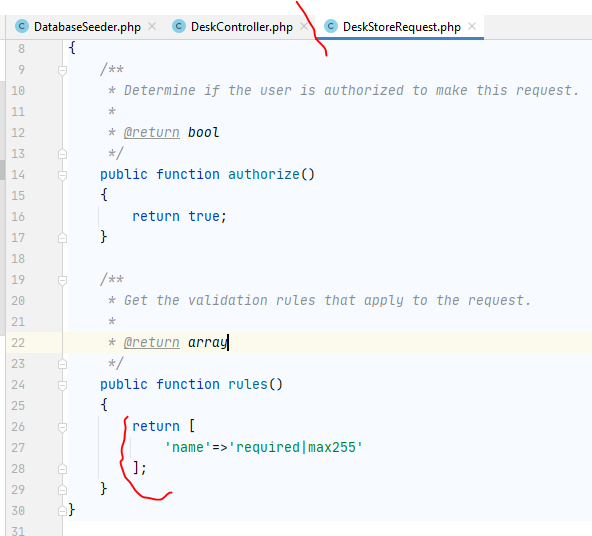 DatabaseSeeder.php × DeskController.php × DeskStoreRequest.php ×
8 {
9 /**
10 * Determine if the user is authorized to make this request.
11 *
12 * @return bool
13 */
14 public function authorize()
15 {
16 return true;
17 }
18
19 /**
20 * Get the validation rules that apply to the request.
21 *
22 * @return array
23 */
24 public function rules()
25 {
26 return [
27 'name'=>'required|max255'
28 ];
29 }
30 }
31